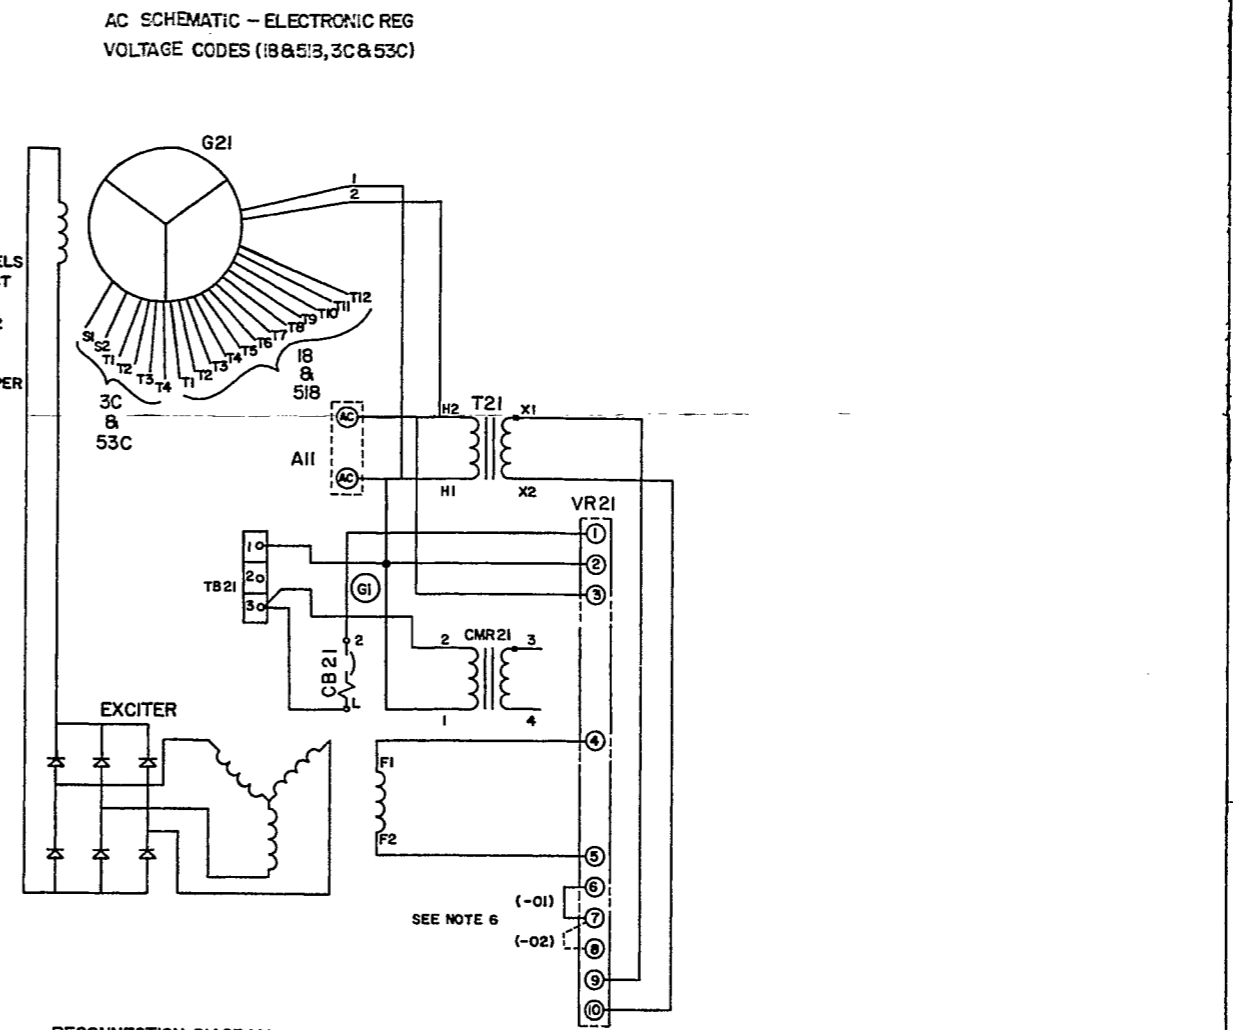 AC SCHEMATIC - ELECTRONIC REG
VOLTAGE CODES (18 & 518, 3C & 53C)
G21
1
2
ELS
CT
PER
S1
S2
T1
T2
T3
T4
T1
T2
T3
T4
T5
T6
T7
T8
T9
T10
T11
T12
3C
&
53C
18
&
518
AC
A11
AC
H2
T21
X1
H1
X2
VR21
1
2
3
1
2
3
TB21
G1
2
CB21
L
2
CMR21
3
1
4
EXCITER
F1
F2
4
5
6
7
8
9
10
(-01)
SEE NOTE 6
(-02)